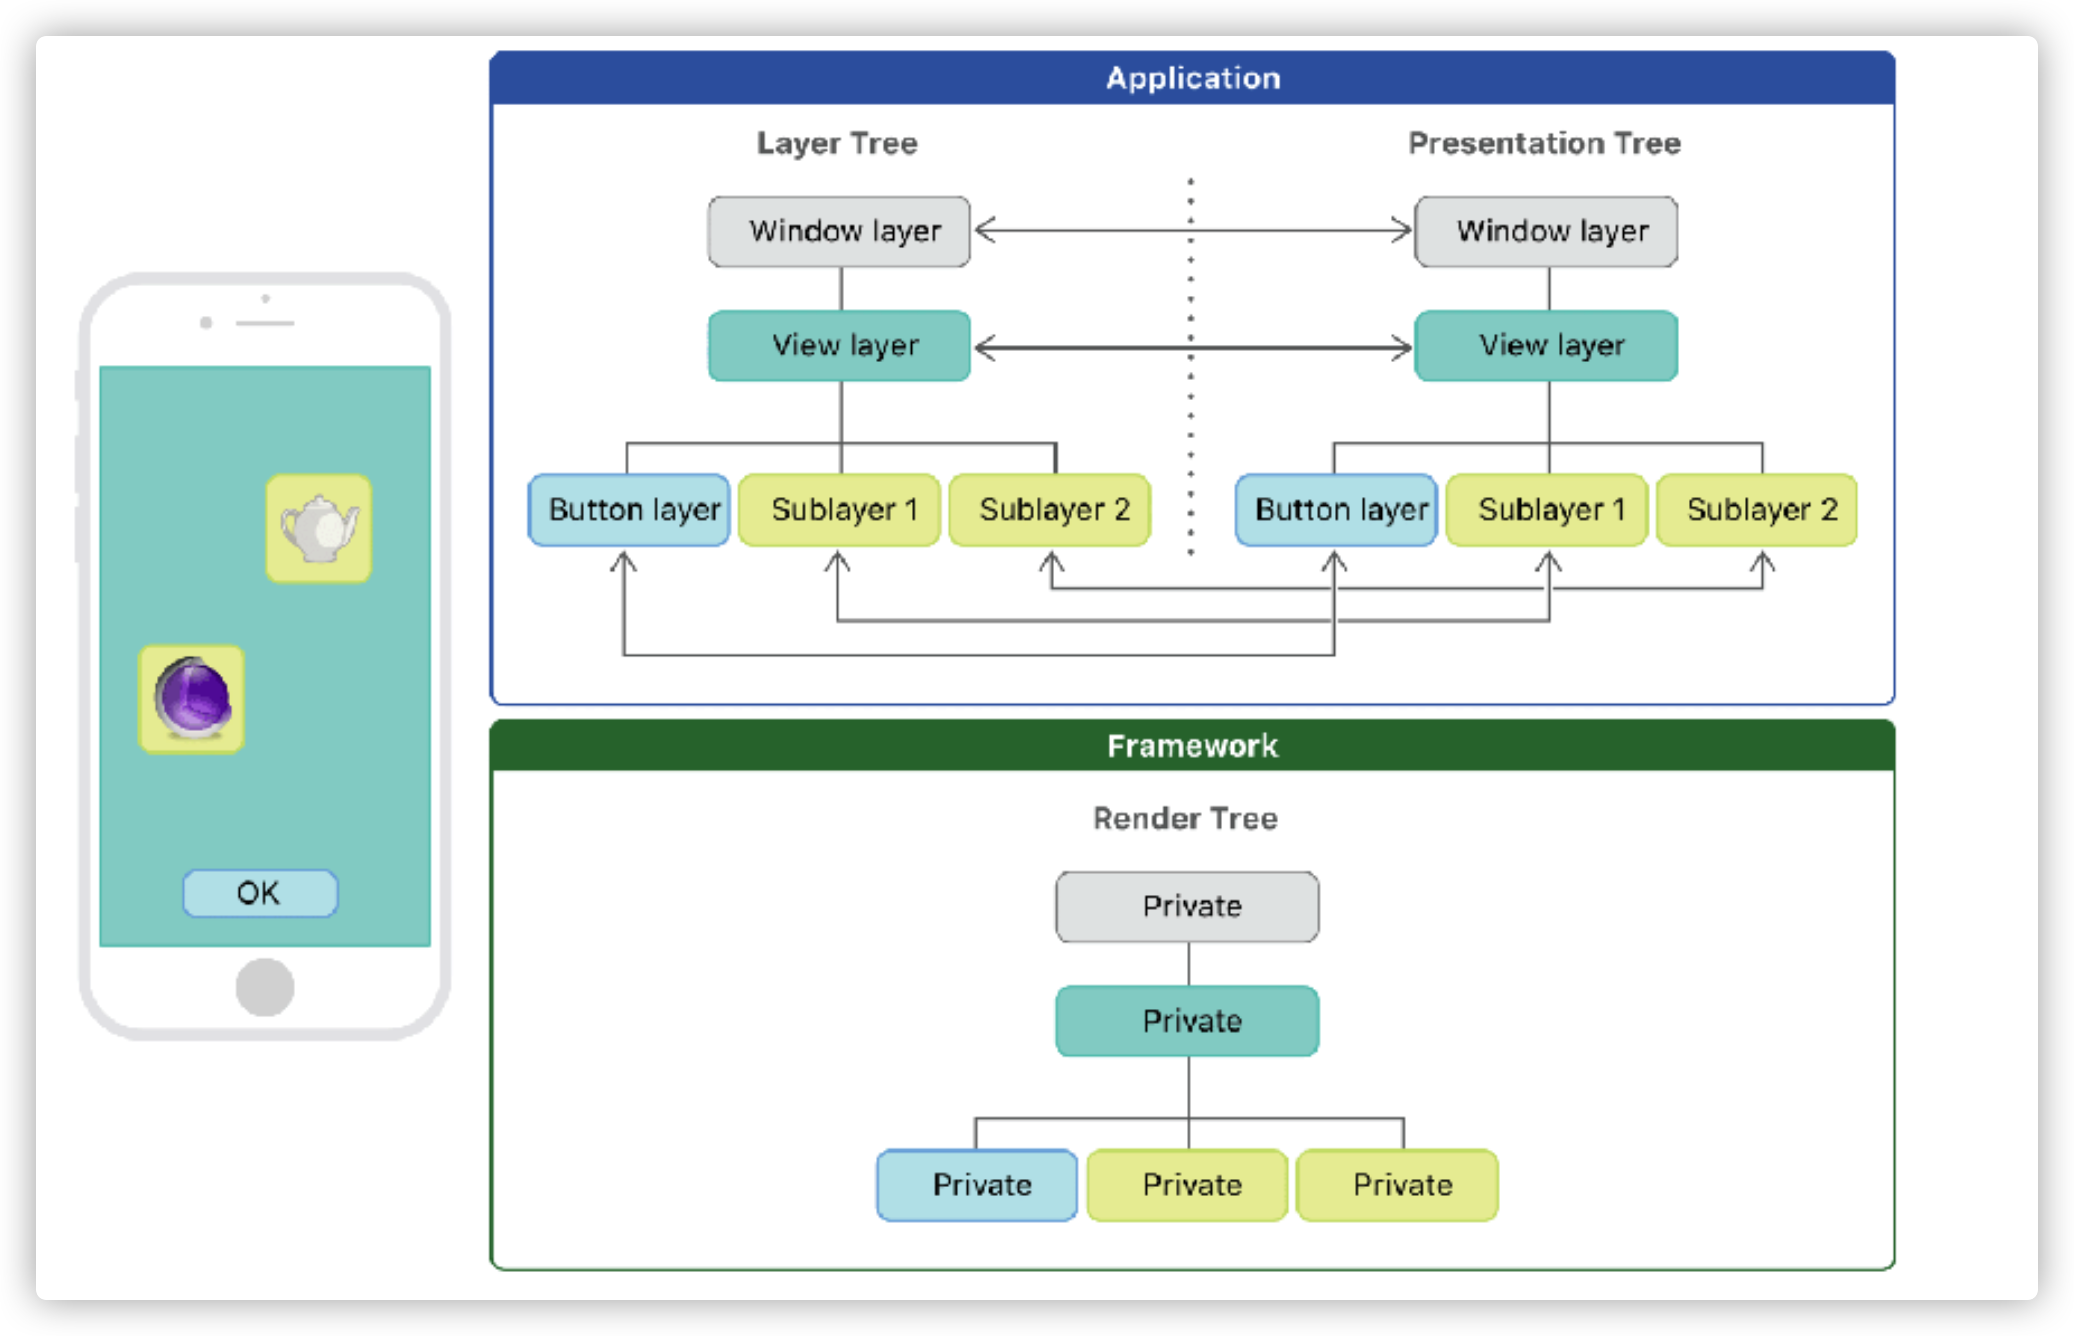 Application
Layer Tree
Presentation Tree
Window layer
Window layer
View layer
View layer
Button layer
Sublayer 1
Sublayer 2
Button layer
Sublayer 1
Sublayer 2
OK
Framework
Render Tree
Private
Private
Private
Private
Private